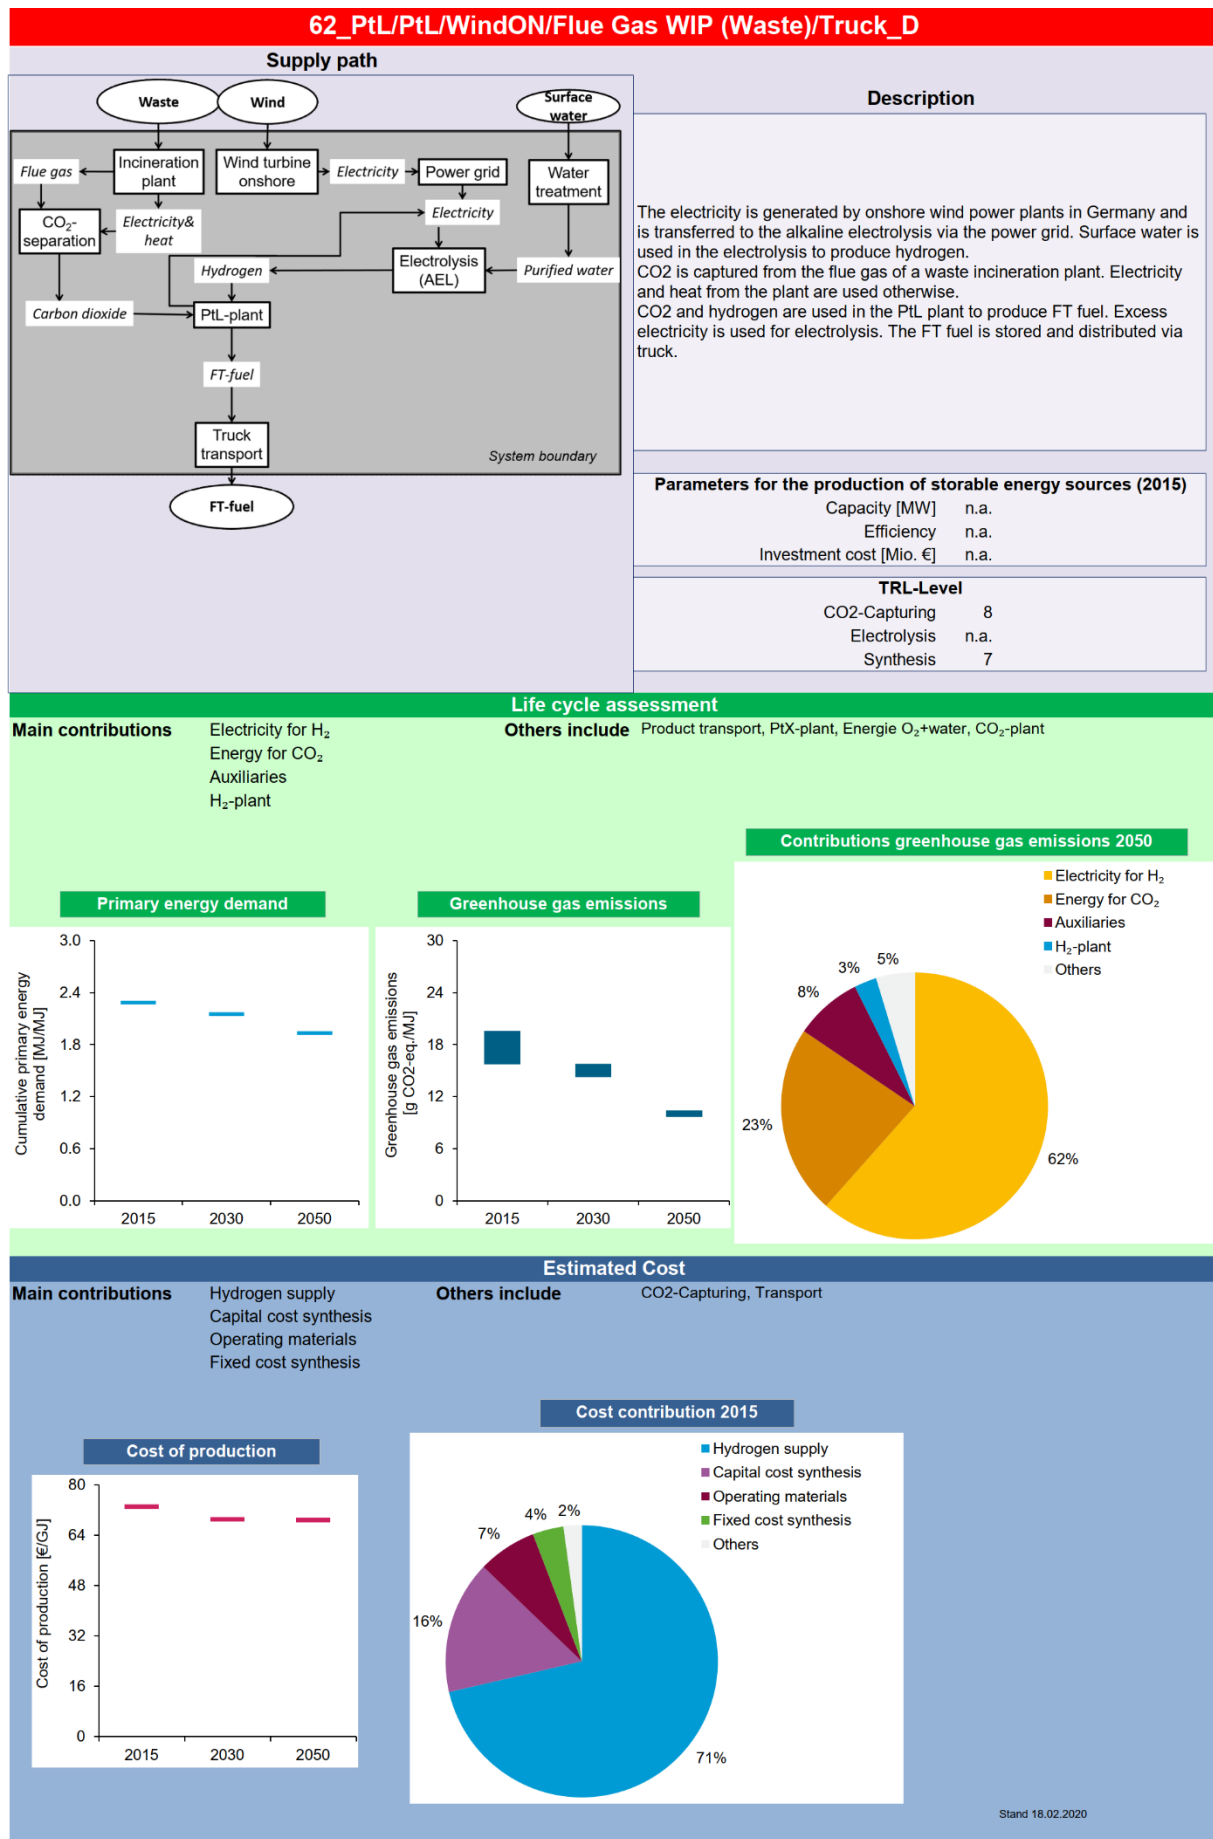 62_PtL/PtL/WindON/Flue Gas WIP (Waste)/Truck_D
Supply path
Waste
Wind
Surface
water
Flue gas
Incineration
plant
Wind turbine
onshore
Electricity
Power grid
Water
treatment
CO₂-
separation
Electricity&
heat
Electricity
Hydrogen
Electrolysis
(AEL)
Purified water
Carbon dioxide
PtL-plant
FT-fuel
Truck
transport
System boundary
FT-fuel
Description
The electricity is generated by onshore wind power plants in Germany and
is transferred to the alkaline electrolysis via the power grid. Surface water is
used in the electrolysis to produce hydrogen.
CO2 is captured from the flue gas of a waste incineration plant. Electricity
and heat from the plant are used otherwise.
CO2 and hydrogen are used in the PtL plant to produce FT fuel. Excess
electricity is used for electrolysis. The FT fuel is stored and distributed via
truck.
Parameters for the production of storable energy sources (2015)
Capacity [MW] n.a.
Efficiency n.a.
Investment cost [Mio. €] n.a.
TRL-Level
CO2-Capturing 8
Electrolysis n.a.
Synthesis 7
Life cycle assessment
Main contributions
Electricity for H₂
Energy for CO₂
Auxiliaries
H₂-plant
Others include Product transport, PtX-plant, Energie O₂+water, CO₂-plant
Primary energy demand
Cumulative primary energy
demand [MJ/MJ]
3.0
2.4
1.8
1.2
0.6
0.0
2015 2030 2050
Greenhouse gas emissions
Greenhouse gas emissions
[g CO2-eq./MJ]
30
24
18
12
6
0
2015 2030 2050
Contributions greenhouse gas emissions 2050
Electricity for H₂
Energy for CO₂
Auxiliaries
H₂-plant
Others
5%
3%
8%
23%
62%
Estimated Cost
Main contributions
Hydrogen supply
Capital cost synthesis
Operating materials
Fixed cost synthesis
Others include CO2-Capturing, Transport
Cost of production
Cost of production [€/GJ]
80
64
48
32
16
0
2015 2030 2050
Cost contribution 2015
Hydrogen supply
Capital cost synthesis
Operating materials
Fixed cost synthesis
Others
2%
4%
7%
16%
71%
Stand 18.02.2020